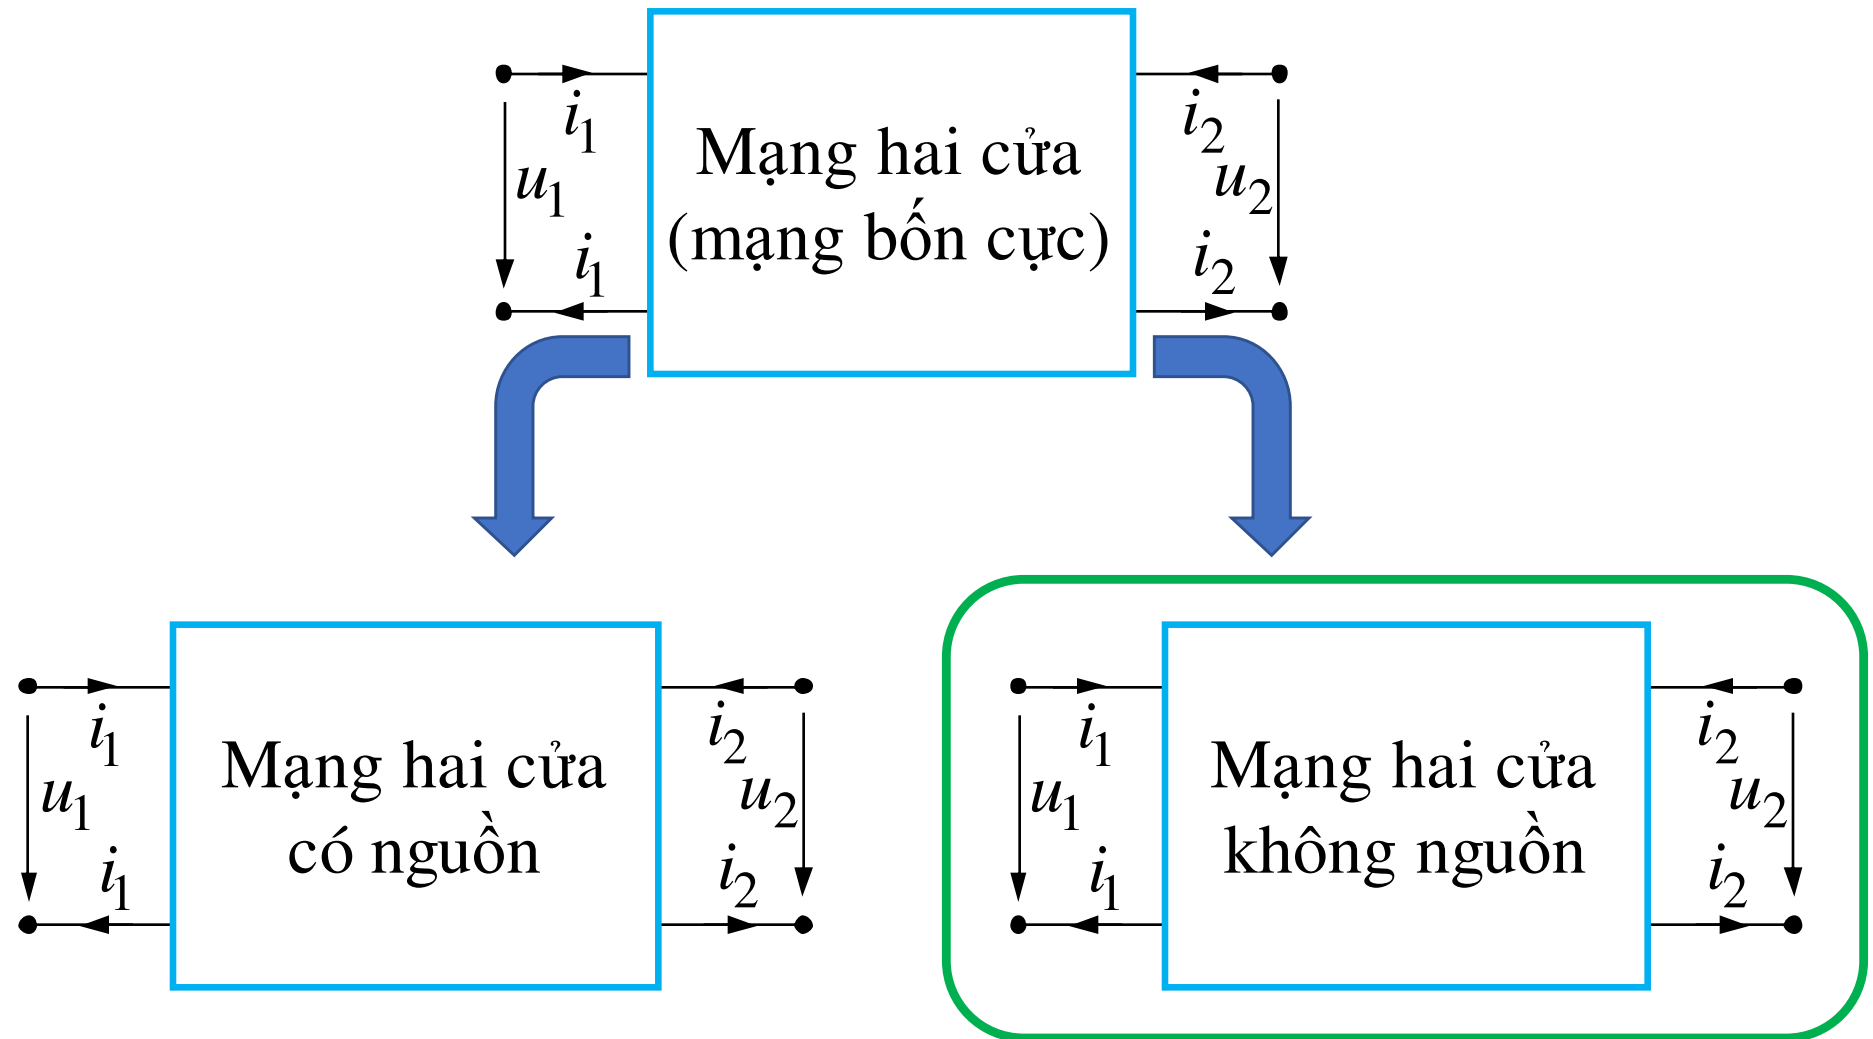 i1
i2
Mạng hai cửa
u1
u2
(mạng bốn cực)
i1
i2
i1
i2
Mạng hai cửa
u1
u2
có nguồn
i1
i2
i1
i2
Mạng hai cửa
u1
u2
không nguồn
i1
i2